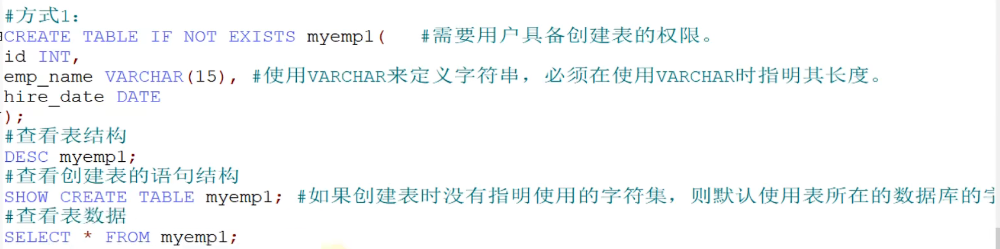 #方式1：
CREATE TABLE IF NOT EXISTS myemp1(   #需要用户具备创建表的权限。
id INT,
emp_name VARCHAR(15), #使用VARCHAR来定义字符串，必须在使用VARCHAR时指明其长度。
hire_date DATE
);
#查看表结构
DESC myemp1;
#查看创建表的语句结构
SHOW CREATE TABLE myemp1; #如果创建表时没有指明使用的字符集，则默认使用表所在的数据库的
#查看表数据
SELECT * FROM myemp1;